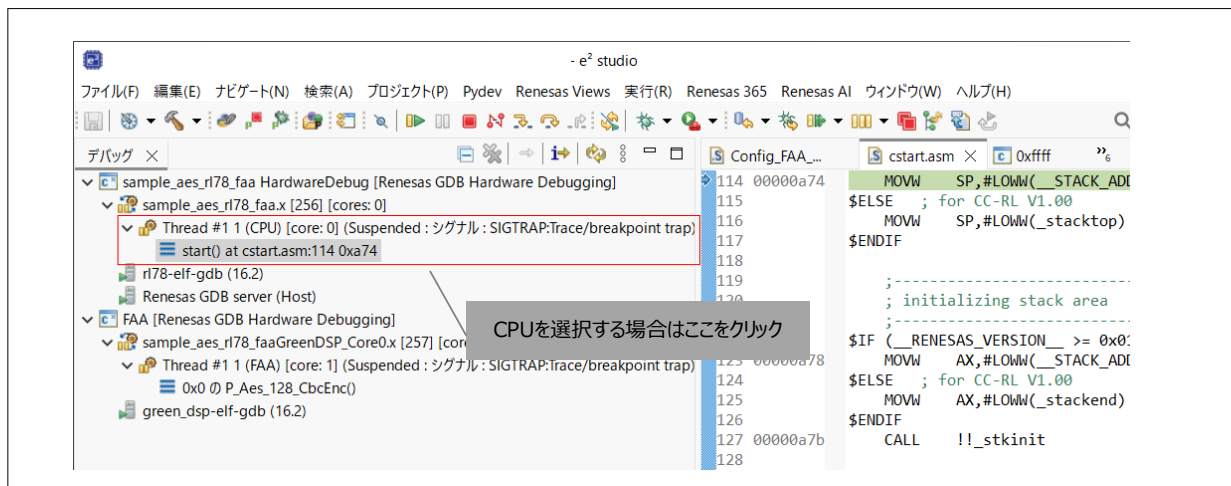 - e² studio
ファイル(F) 編集(E) ナビゲート(N) 検索(A) プロジェクト(P) Pydev Renesas Views 実行(R) Renesas 365 Renesas AI ウィンドウ(W) ヘルプ(H)
デバッグ
sample_aes_rl78_faa HardwareDebug [Renesas GDB Hardware Debugging]
sample_aes_rl78_faa.x [256] [cores: 0]
Thread #1 1 (CPU) [core: 0] (Suspended : シグナル : SIGTRAP:Trace/breakpoint trap)
start() at cstart.asm:114 0xa74
rl78-elf-gdb (16.2)
Renesas GDB server (Host)
FAA [Renesas GDB Hardware Debugging]
sample_aes_rl78_faaGreenDSP_Core0.x [257] [cor
Thread #1 1 (FAA) [core: 1] (Suspended : シグナル : SIGTRAP:Trace/breakpoint trap)
0x0 の P_Aes_128_CbcEnc()
green_dsp-elf-gdb (16.2)
CPUを選択する場合はここをクリック
Config_FAA_... cstart.asm 0xffff »6
114 00000a74 MOVW SP,#LOWW(__STACK_ADD
115 $ELSE ; for CC-RL V1.00
116 MOVW SP,#LOWW(_stacktop)
117 $ENDIF
118
119 ;-----------------------------
120 ; initializing stack area
;-----------------------------
$IF (__RENESAS_VERSION__ >= 0x01
123 00000a78 MOVW AX,#LOWW(__STACK_ADD
124 $ELSE ; for CC-RL V1.00
125 MOVW AX,#LOWW(_stackend)
126 $ENDIF
127 00000a7b CALL !!_stkinit
128